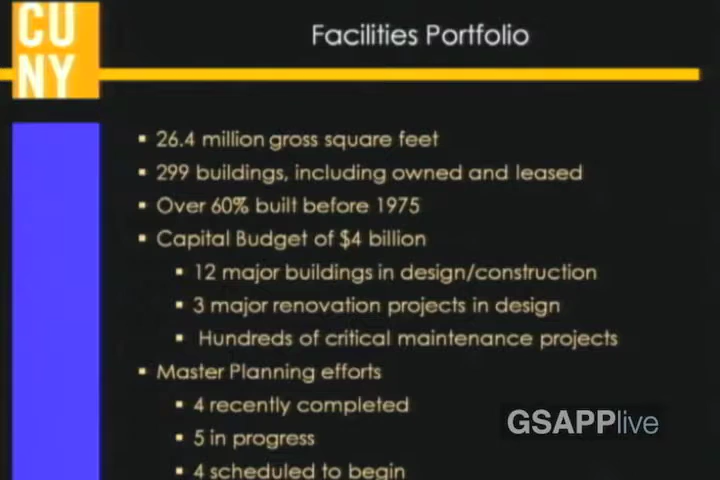 CU
NY
Facilities Portfolio
▪ 26.4 million gross square feet
▪ 299 buildings, including owned and leased
▪ Over 60% built before 1975
▪ Capital Budget of $4 billion
▪ 12 major buildings in design/construction
▪ 3 major renovation projects in design
▪ Hundreds of critical maintenance projects
▪ Master Planning efforts
▪ 4 recently completed
▪ 5 in progress
▪ 4 scheduled to begin
GSAPPlive